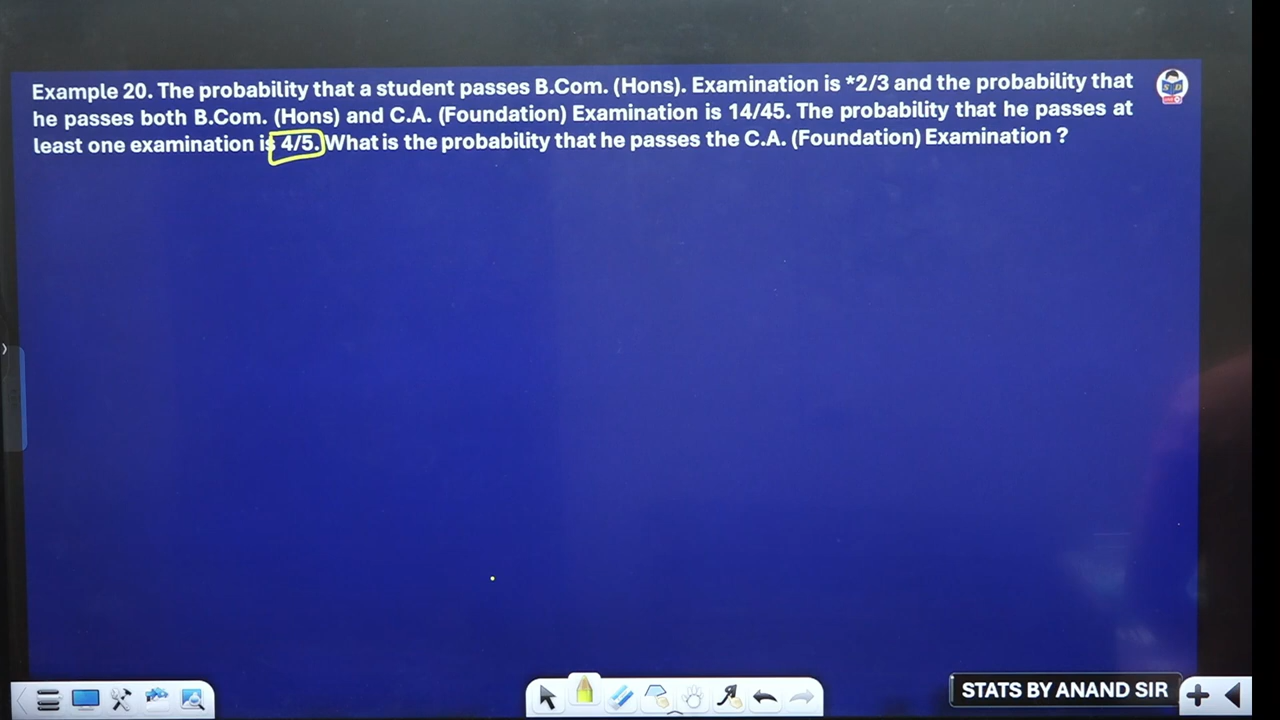 Example 20. The probability that a student passes B.Com. (Hons). Examination is *2/3 and the probability that
he passes both B.Com. (Hons) and C.A. (Foundation) Examination is 14/45. The probability that he passes at
least one examination is 4/5. What is the probability that he passes the C.A. (Foundation) Examination ?
STATS BY ANAND SIR